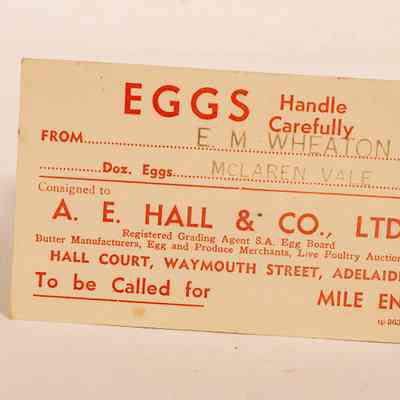 EGGS Handle Carefully
FROM E. M WHEATON
Doz. Eggs MCLAREN VALE
Consigned to
A. E. HALL & CO., LTD
Registered Grading Agent S.A. Egg Board
Butter Manufacturers, Egg and Produce Merchants, Live Poultry Auction
HALL COURT, WAYMOUTH STREET, ADELAIDE
To be Called for MILE EN